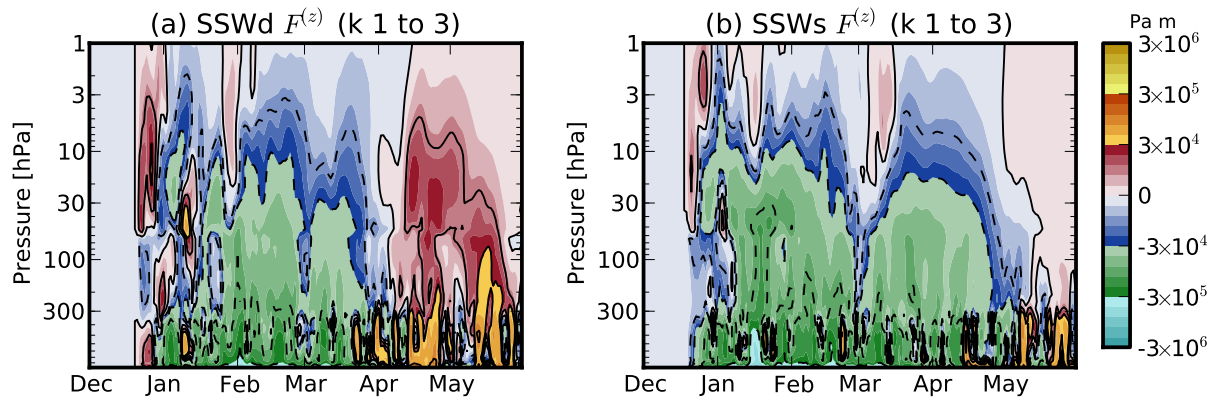 (a) SSWd F^(z) (k 1 to 3)
Pressure [hPa]
1
3
10
30
100
300
Dec Jan Feb Mar Apr May
(b) SSWs F^(z) (k 1 to 3)
Pressure [hPa]
1
3
10
30
100
300
Dec Jan Feb Mar Apr May
Pa m
3×10^6
3×10^5
3×10^4
0
-3×10^4
-3×10^5
-3×10^6